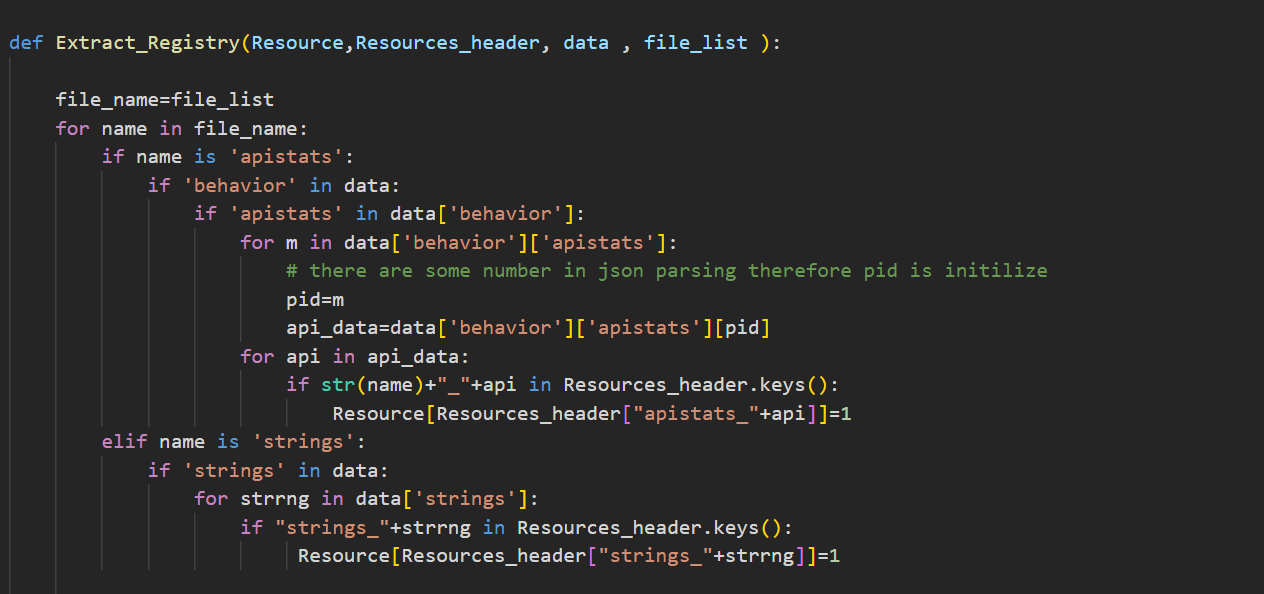 def Extract_Registry(Resource,Resources_header, data , file_list ):
file_name=file_list
for name in file_name:
if name is 'apistats':
if 'behavior' in data:
if 'apistats' in data['behavior']:
for m in data['behavior']['apistats']:
# there are some number in json parsing therefore pid is initilize
pid=m
api_data=data['behavior']['apistats'][pid]
for api in api_data:
if str(name)+"_"+api in Resources_header.keys():
Resource[Resources_header["apistats_"+api]]=1
elif name is 'strings':
if 'strings' in data:
for strrng in data['strings']:
if "strings_"+strrng in Resources_header.keys():
Resource[Resources_header["strings_"+strrng]]=1